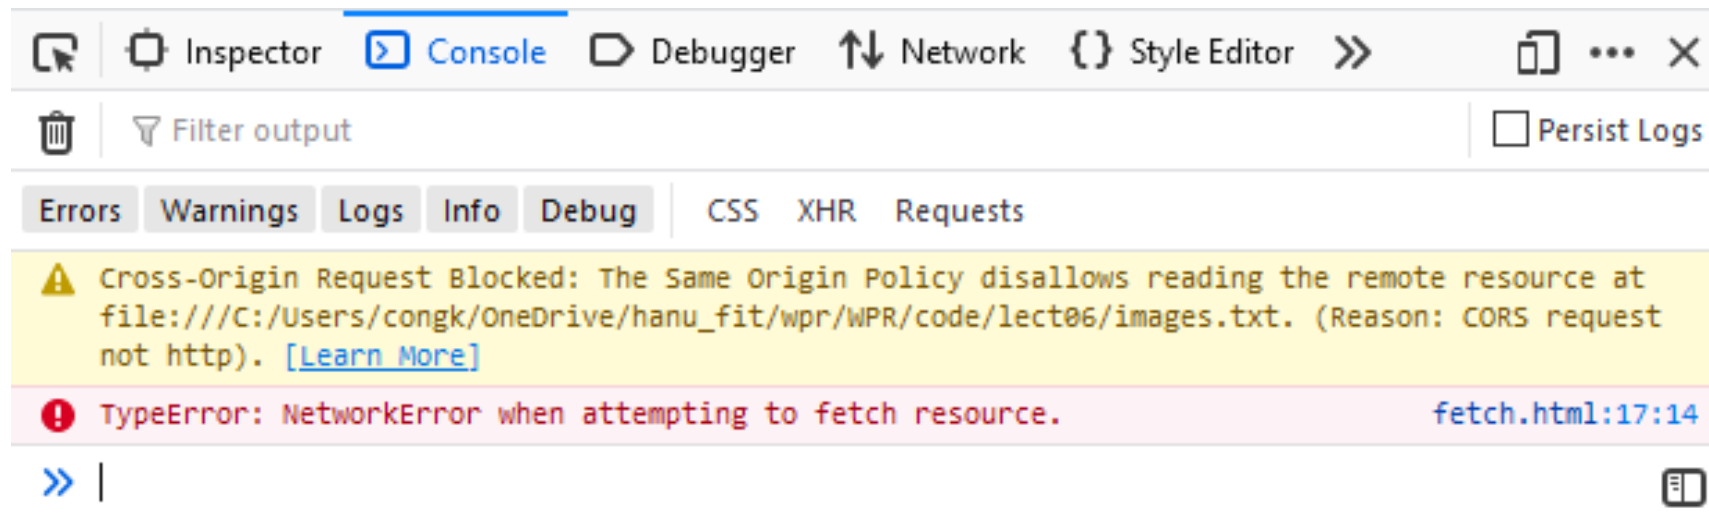 Inspector Console Debugger Network Style Editor
Filter output Persist Logs
Errors Warnings Logs Info Debug CSS XHR Requests
Cross-Origin Request Blocked: The Same Origin Policy disallows reading the remote resource at
file:///C:/Users/congk/OneDrive/hanu_fit/wpr/WPR/code/lect06/images.txt. (Reason: CORS request
not http). [Learn More]
TypeError: NetworkError when attempting to fetch resource. fetch.html:17:14